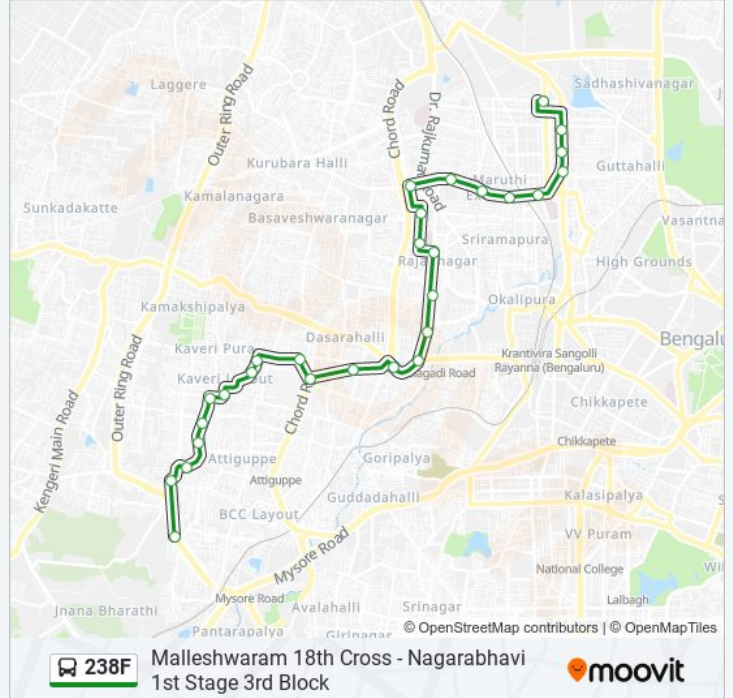 Laggere
Outer Ring Road
Chord Road
Dr. Rajkumar Road
Sadhashivanagar
Kurubara Halli
Maruthi
Guttahalli
Kamalanagara
Sunkadakatte
Basaveshwaranagar
Vasantna
Sriramapura
High Grounds
Kamakshipalya
Okalipura
Dasarahalli
Bengalu
Kaveri Pura
Krantivira Sangolli
Rayanna (Bengaluru)
agadi Road
Outer Ring Road
Chord R
Chikkapete
Kengeri Main Road
Chikkapete
Attiguppe
Goripalya
Attiguppe
Guddadahalli
Kalasipalya
BCC Layout
VV Puram
Mysore Road
National College
Mysore Road
Lalbagh
Jnana Bharathi
Avalahalli
Srinagar
Pantarapalya
Girinagar
© OpenStreetMap contributors | © OpenMapTiles
238F
Malleshwaram 18th Cross - Nagarabhavi
1st Stage 3rd Block
moovit